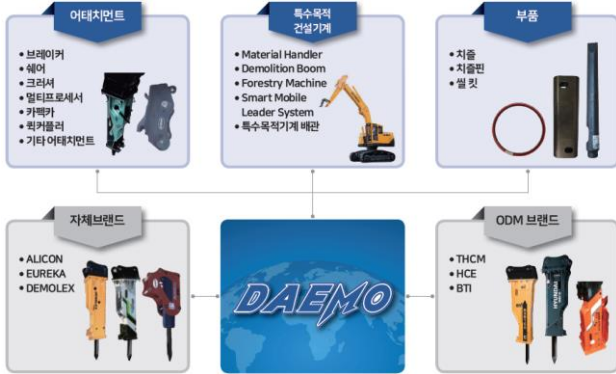 어태치먼트
• 브레이커
• 쉐어
• 크러셔
• 멀티프로세서
• 카펙카
• 퀵커플러
• 기타 어태치먼트
특수목적
건설기계
• Material Handler
• Demolition Boom
• Forestry Machine
• Smart Mobile
Leader System
• 특수목적기계 배관
부품
• 치즐
• 치즐핀
• 씰 킷
자체브랜드
• ALICON
• EUREKA
• DEMOLEX
DAEMO
ODM 브랜드
• THCM
• HCE
• BTI
HYUNDAI